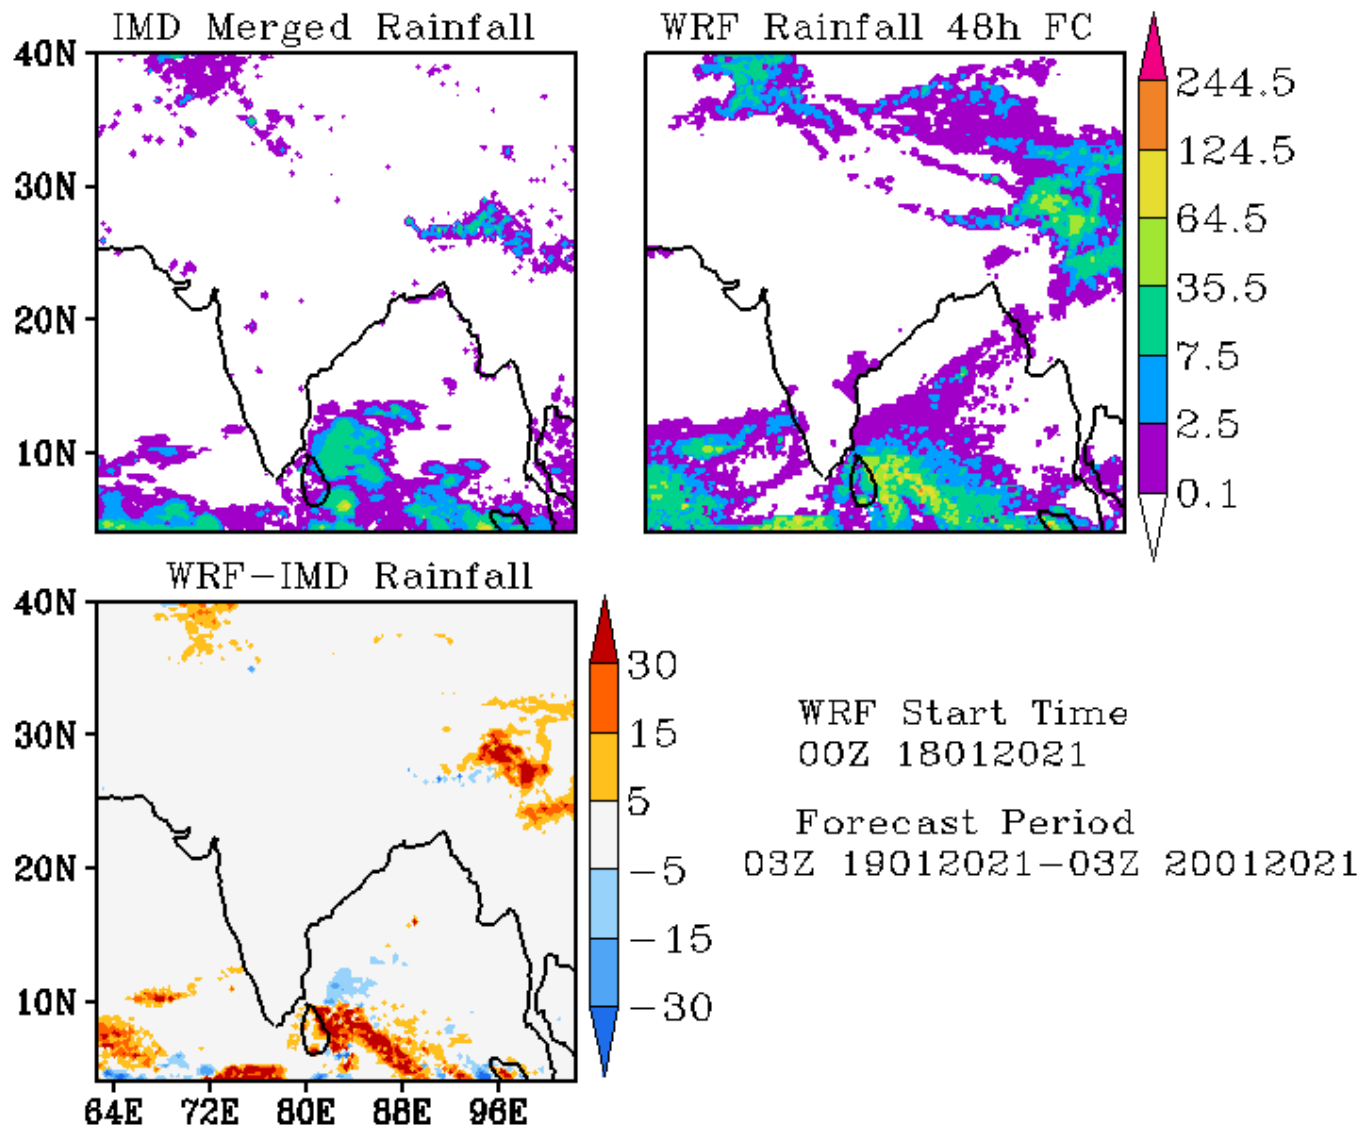 IMD Merged Rainfall
WRF Rainfall 48h FC
40N
30N
20N
10N
244.5
124.5
64.5
35.5
7.5
2.5
0.1
WRF-IMD Rainfall
40N
30N
20N
10N
64E 72E 80E 88E 96E
30
15
5
-5
-15
-30
WRF Start Time
00Z 18012021
Forecast Period
03Z 19012021-03Z 20012021